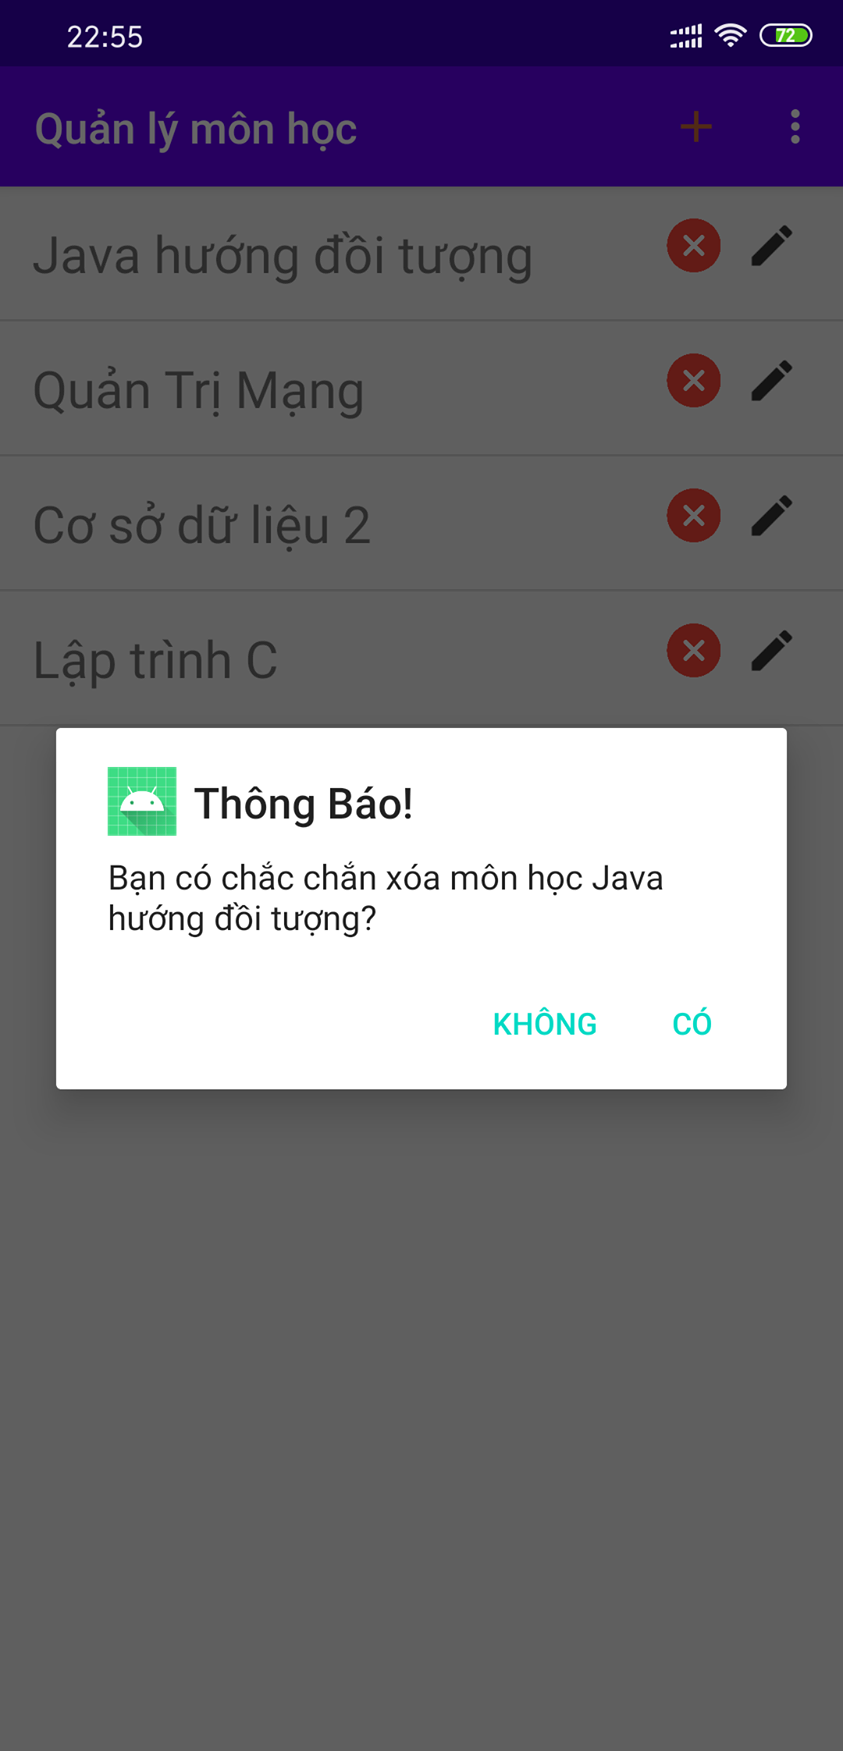 22:55
72
Quản lý môn học
Java hướng đồi tượng
Quản Trị Mạng
Cơ sở dữ liệu 2
Lập trình C
Thông Báo!
Bạn có chắc chắn xóa môn học Java
hướng đồi tượng?
KHÔNG CÓ